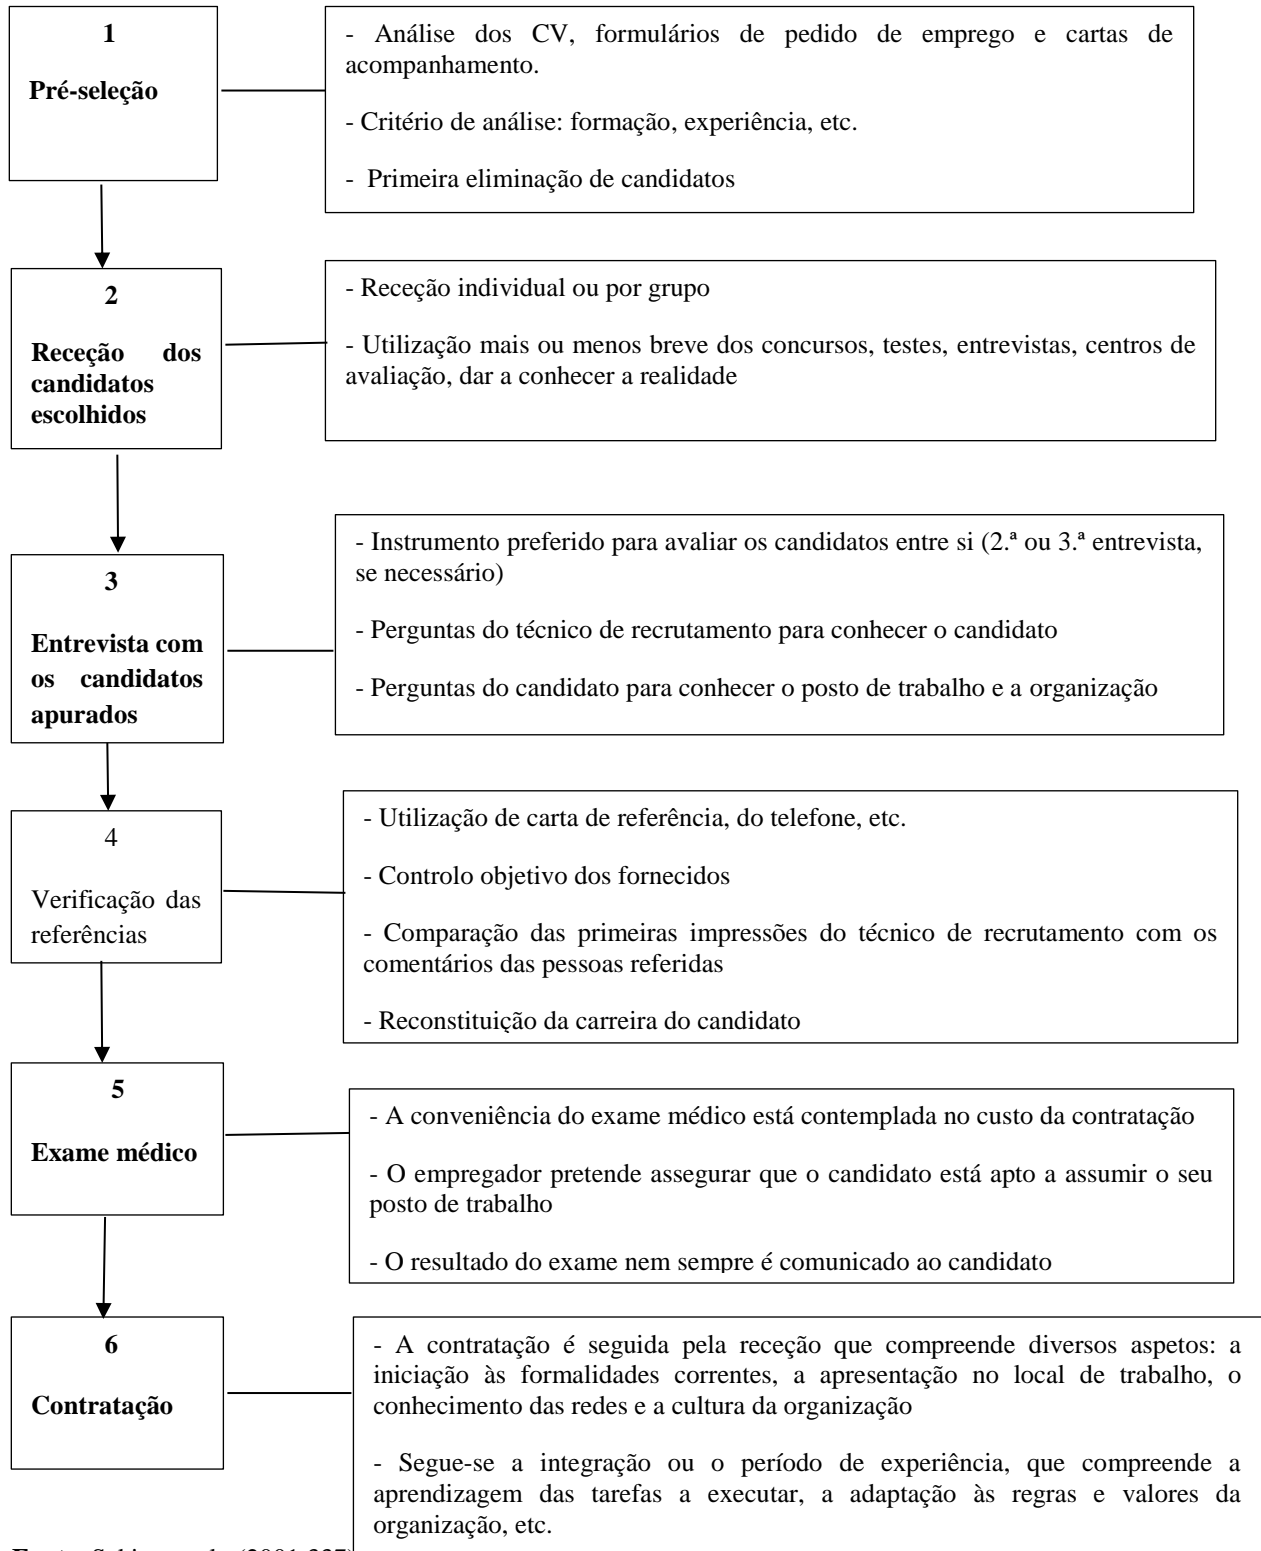 1
Pré-seleção
- Análise dos CV, formulários de pedido de emprego e cartas de
acompanhamento.
- Critério de análise: formação, experiência, etc.
- Primeira eliminação de candidatos
2
Receção dos
candidatos
escolhidos
- Receção individual ou por grupo
- Utilização mais ou menos breve dos concursos, testes, entrevistas, centros de
avaliação, dar a conhecer a realidade
3
Entrevista com
os candidatos
apurados
- Instrumento preferido para avaliar os candidatos entre si (2.ª ou 3.ª entrevista,
se necessário)
- Perguntas do técnico de recrutamento para conhecer o candidato
- Perguntas do candidato para conhecer o posto de trabalho e a organização
4
Verificação das
referências
- Utilização de carta de referência, do telefone, etc.
- Controlo objetivo dos fornecidos
- Comparação das primeiras impressões do técnico de recrutamento com os
comentários das pessoas referidas
- Reconstituição da carreira do candidato
5
Exame médico
- A conveniência do exame médico está contemplada no custo da contratação
- O empregador pretende assegurar que o candidato está apto a assumir o seu
posto de trabalho
- O resultado do exame nem sempre é comunicado ao candidato
6
Contratação
- A contratação é seguida pela receção que compreende diversos aspetos: a
iniciação às formalidades correntes, a apresentação no local de trabalho, o
conhecimento das redes e a cultura da organização
- Segue-se a integração ou o período de experiência, que compreende a
aprendizagem das tarefas a executar, a adaptação às regras e valores da
organização, etc.